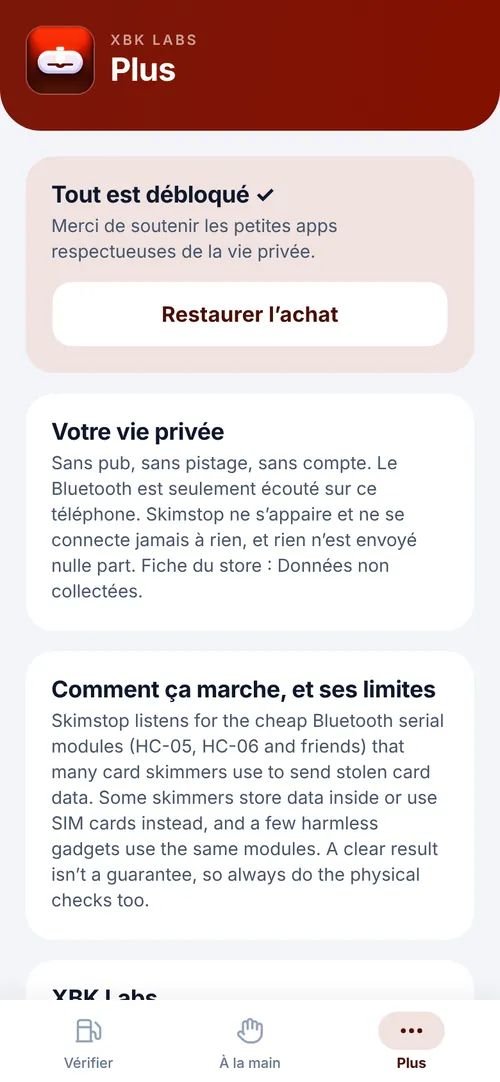 XBK LABS
Plus
Tout est débloqué ✓
Merci de soutenir les petites apps
respectueuses de la vie privée.
Restaurer l’achat
Votre vie privée
Sans pub, sans pistage, sans compte. Le
Bluetooth est seulement écouté sur ce
téléphone. Skimstop ne s’appaire et ne se
connecte jamais à rien, et rien n’est envoyé
nulle part. Fiche du store : Données non
collectées.
Comment ça marche, et ses limites
Skimstop listens for the cheap Bluetooth serial
modules (HC-05, HC-06 and friends) that
many card skimmers use to send stolen card
data. Some skimmers store data inside or use
SIM cards instead, and a few harmless
gadgets use the same modules. A clear result
isn’t a guarantee, so always do the physical
checks too.
XBK Labs
Vérifier
À la main
Plus